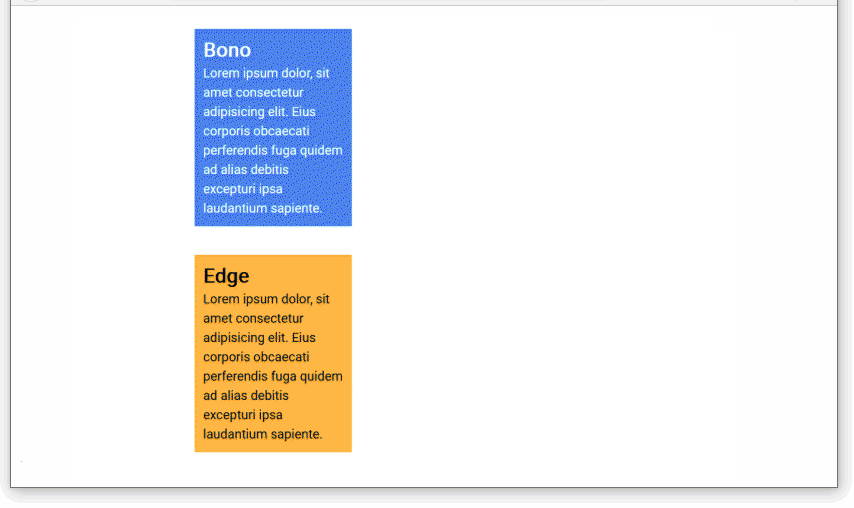 Bono
Lorem ipsum dolor, sit
amet consectetur
adipisicing elit. Eius
corporis obcaecati
perferendis fuga quidem
ad alias debitis
excepturi ipsa
laudantium sapiente.
Edge
Lorem ipsum dolor, sit
amet consectetur
adipisicing elit. Eius
corporis obcaecati
perferendis fuga quidem
ad alias debitis
excepturi ipsa
laudantium sapiente.